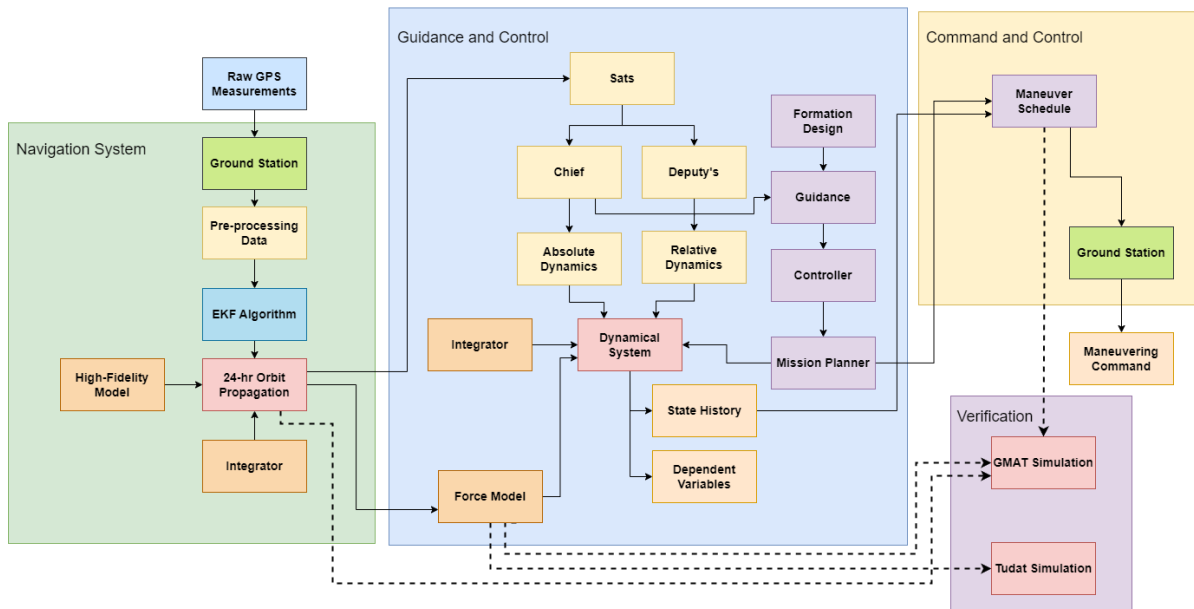 Navigation System
Raw GPS
Measurements
Ground Station
Pre-processing
Data
EKF Algorithm
High-Fidelity
Model
24-hr Orbit
Propagation
Integrator
Guidance and Control
Sats
Chief
Deputy's
Formation
Design
Guidance
Absolute
Dynamics
Relative
Dynamics
Controller
Integrator
Dynamical
System
Mission Planner
State History
Dependent
Variables
Force Model
Command and Control
Maneuver
Schedule
Ground Station
Maneuvering
Command
Verification
GMAT Simulation
Tudat Simulation